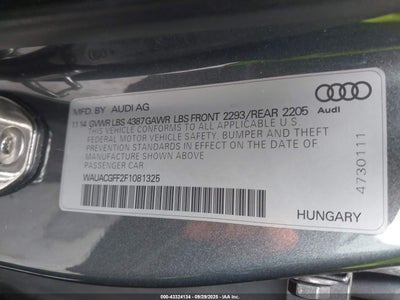 MFD. BY AUDI AG
11 14 GVWR LBS 4387GAWR LBS FRONT 2293/REAR 2205
THIS VEHICLE CONFORMS TO ALL APPLICABLE U.S.
FEDERAL MOTOR VEHICLE SAFETY, BUMPER AND THEFT
PREVENTION STANDARDS IN EFFECT ON THE DATE OF
MANUFACTURE SHOWN ABOVE
PASSENGER CAR
WAUACGFF2F1081325
Audi
4730111
HUNGARY
© 43324134 | 09/29/2025 | IAA, Inc.